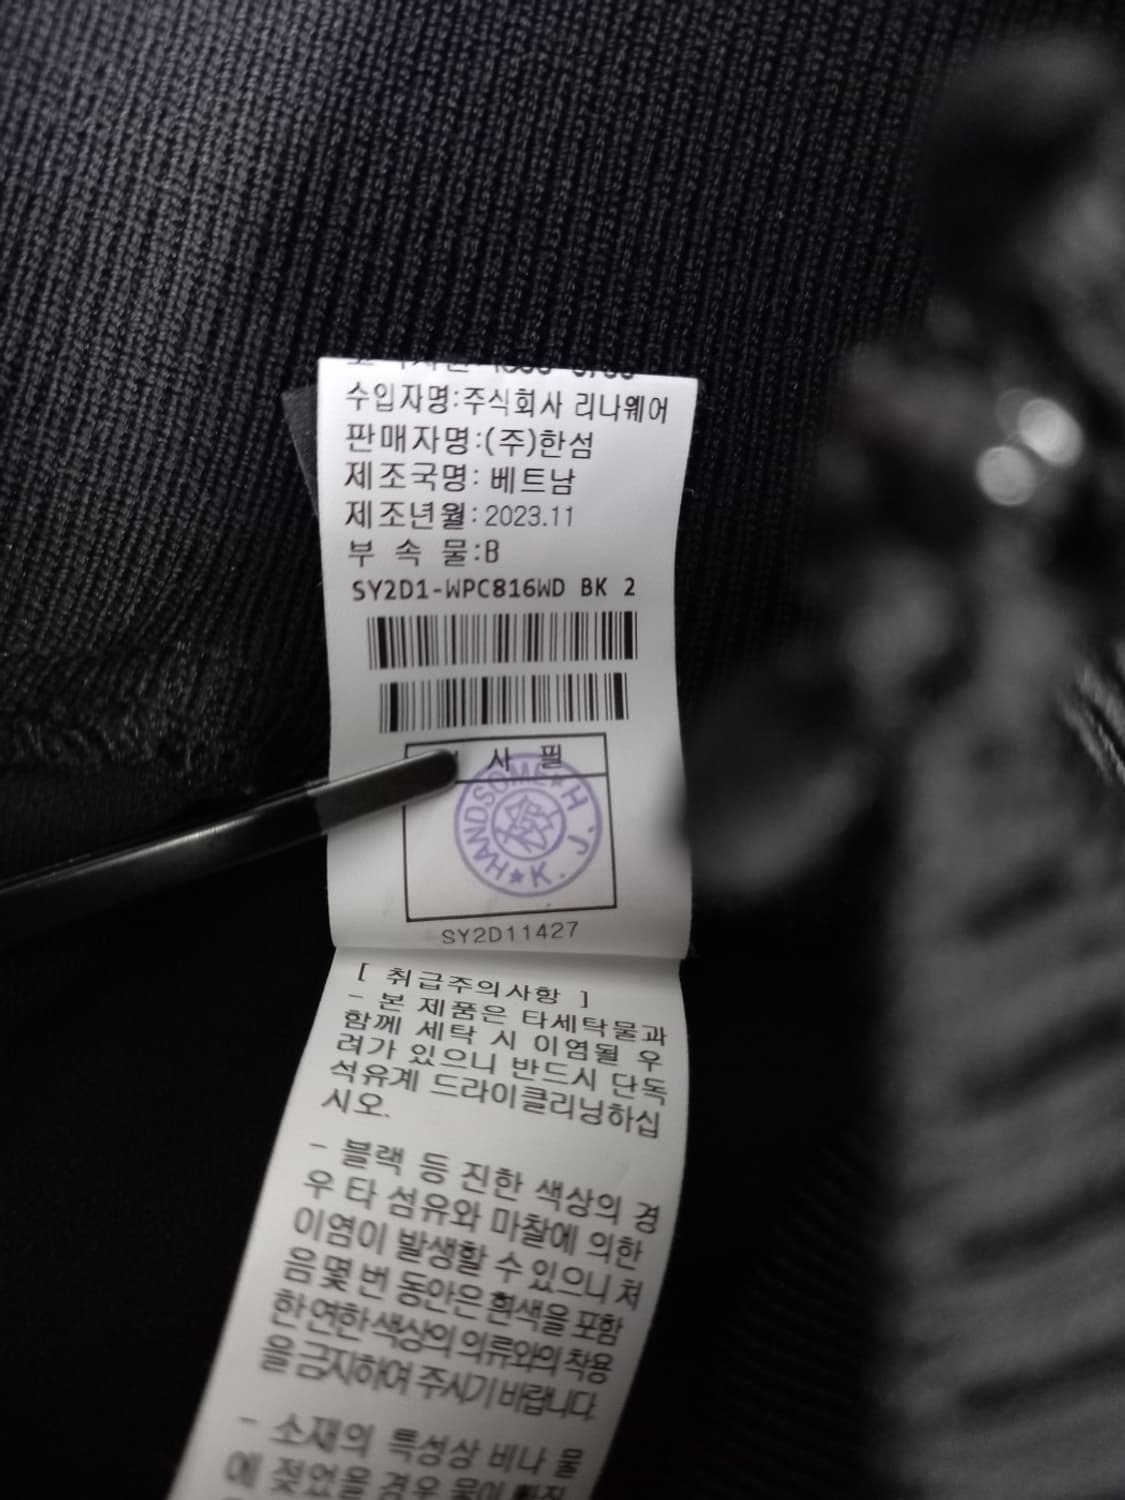 수입자명:주식회사 리나웨어
판매자명:(주)한섬
제조국명: 베트남
제조년월: 2023.11
부 속 물:B
SY2D1-WPC816WD BK 2
사 필
HANDSOME★H.J.K.★
SY2D11427
[ 취급주의사항 ]
- 본 제품은 타세탁물과
함께 세탁 시 이염될 우
려가 있으니 반드시 단독
석유계 드라이클리닝하십
시오.
- 블랙 등 진한 색상의 경
우 타 섬유와 마찰에 의한
이염이 발생할 수 있으니 처
음 몇 번 동안은 흰색을 포함
한 연한 색상의 의류와의 착용
을 금지하여 주시기 바랍니다.
- 소재의 특성상 비나 물
에 젖었을 경우 물이